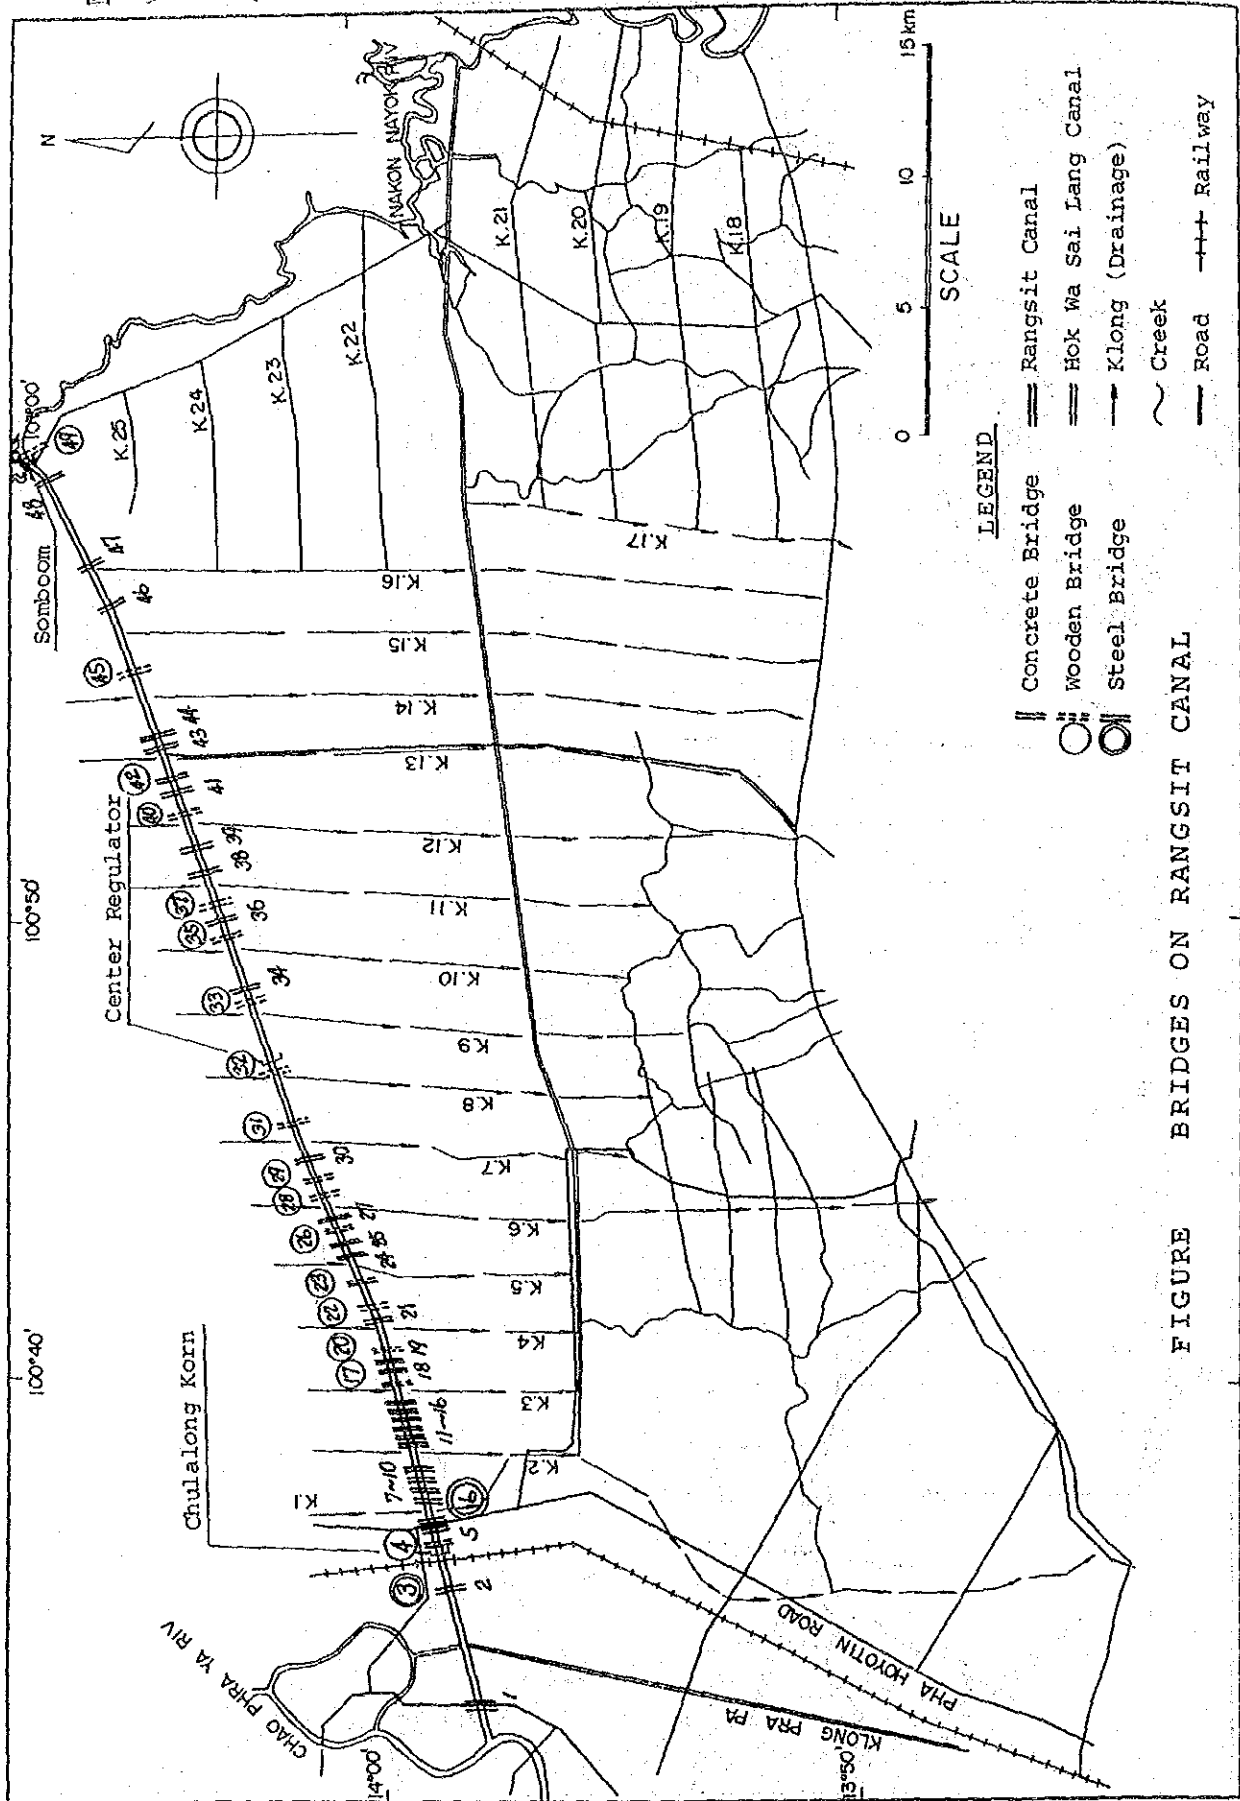 N
100°40'
100°50'
101°00'
14°00'
13°50'
CHAO PHRA YA RIV
NAKON NAYOK RIV
Chulalong Korn
Center Regulator
Somboom
1
2
③
④
5
⑥
7~10
11~16
⑰
18
19
⑳
21
㉒
㉓
24
25
㉖
27
㉘
㉙
30
㉛
㉜
㉝
34
㉟
36
㊲
38
39
㊵
41
㊷
43
44
㊺
46
47
48
㊾
K.1
K.2
K.3
K.4
K.5
K.6
K.7
K.8
K.9
K.10
K.11
K.12
K.13
K.14
K.15
K.16
K.17
K.18
K.19
K.20
K.21
K.22
K.23
K.24
K.25
KLONG PRA PA
PHA HOYOTIN ROAD
0 5 10 15km
SCALE
LEGEND
Concrete Bridge
Wooden Bridge
Steel Bridge
Rangsit Canal
Hok Wa Sai Lang Canal
Klong (Drainage)
Creek
Road
Railway
FIGURE BRIDGES ON RANGSIT CANAL